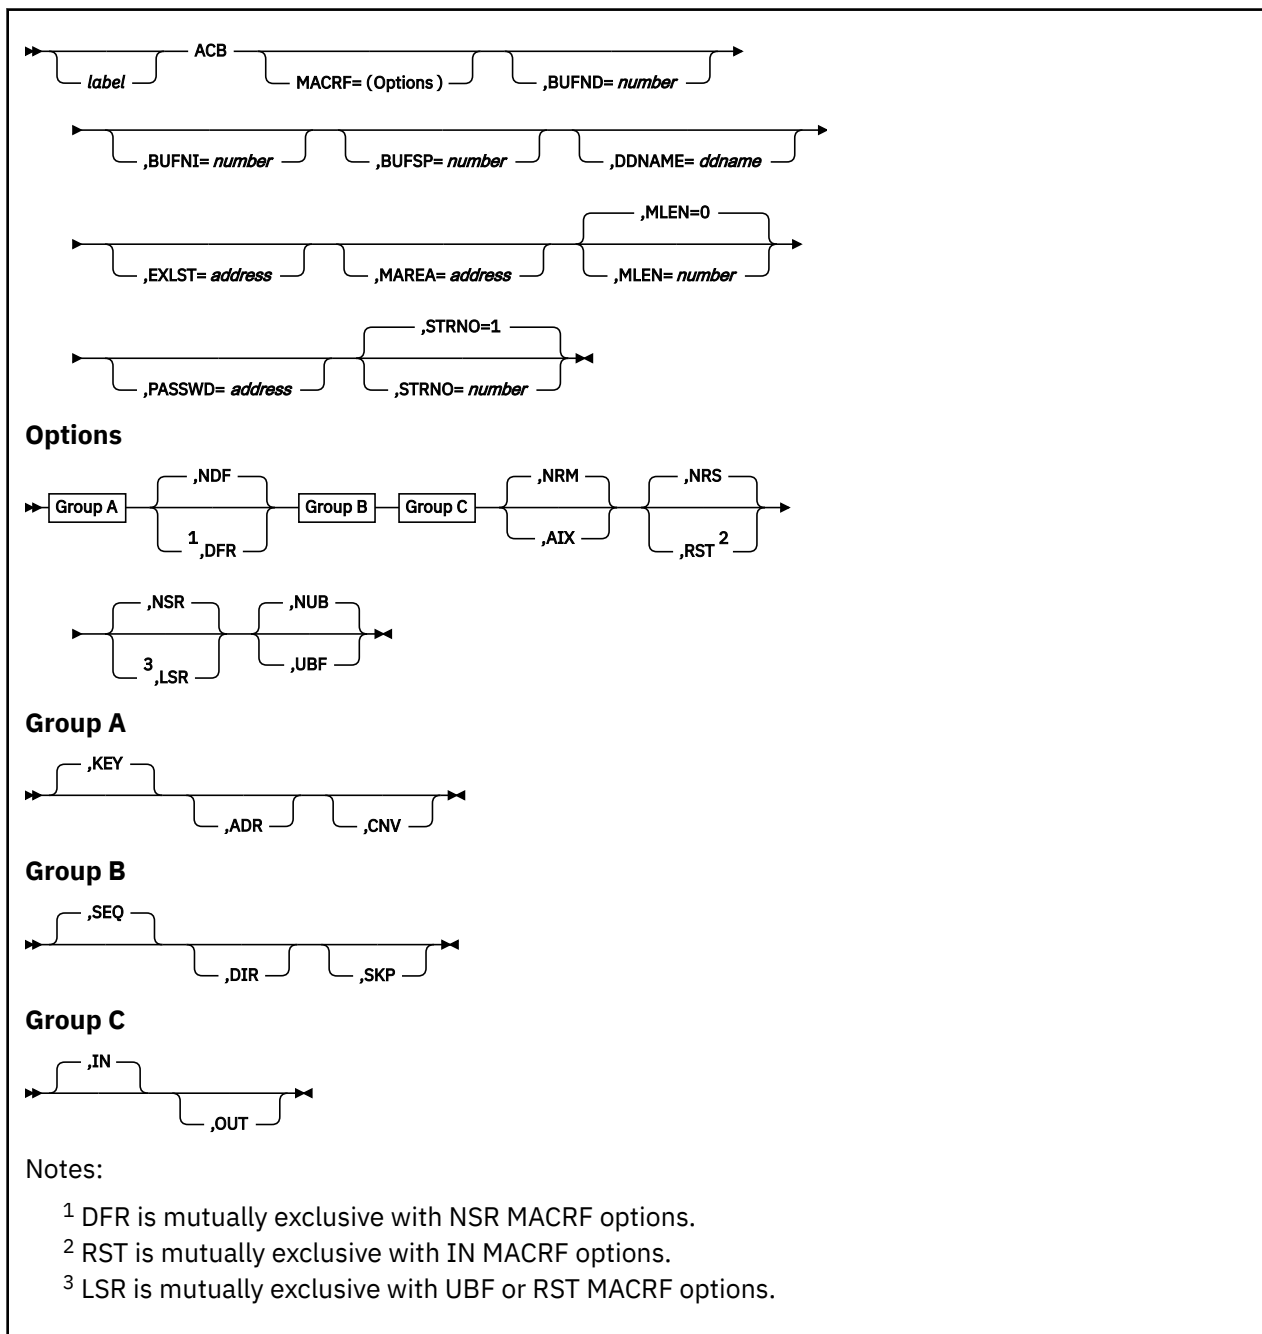 label ACB MACRF= (Options) ,BUFND= number
,BUFNI= number ,BUFSP= number ,DDNAME= ddname
,MLEN=0
,EXLST= address ,MAREA= address ,MLEN= number
,STRNO=1
,PASSWD= address ,STRNO= number
Options
,NDF ,NRM ,NRS
Group A Group B Group C
1 ,DFR ,AIX ,RST 2
,NSR ,NUB
3 ,LSR ,UBF
Group A
,KEY
,ADR ,CNV
Group B
,SEQ
,DIR ,SKP
Group C
,IN
,OUT
Notes:
1 DFR is mutually exclusive with NSR MACRF options.
2 RST is mutually exclusive with IN MACRF options.
3 LSR is mutually exclusive with UBF or RST MACRF options.